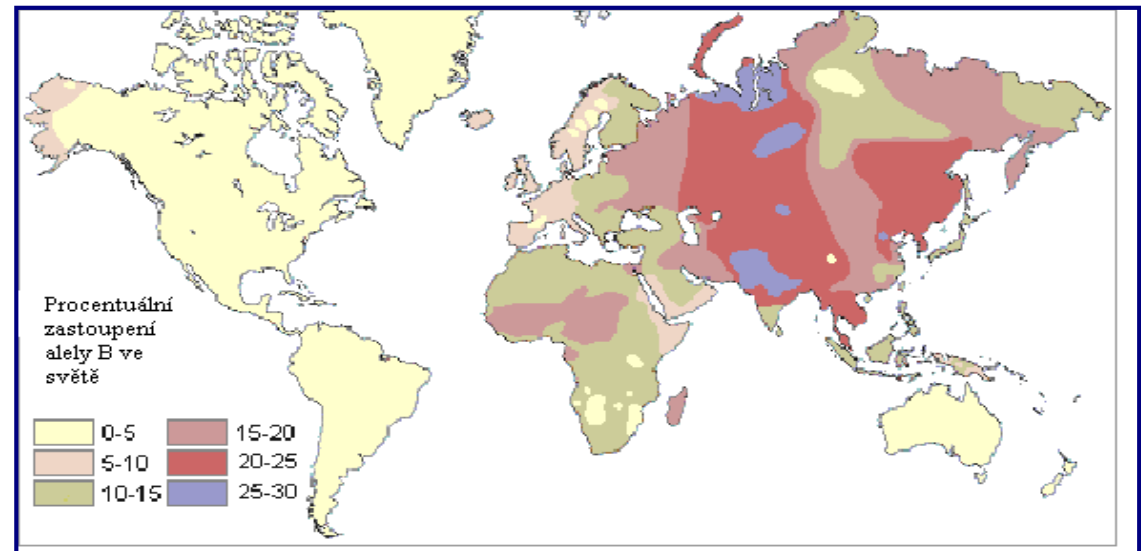 Procentuální
zastoupení
alely B ve
světě
0-5
15-20
5-10
20-25
10-15
25-30